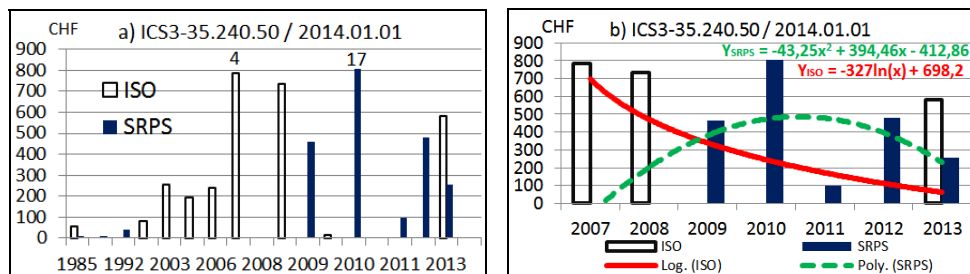 CHF
a) ICS3-35.240.50 / 2014.01.01
4
17
900
800
700
600
500
400
300
200
100
0
ISO
SRPS
1985 1992 2003 2006 2008 2009 2010 2011 2013
CHF
b) ICS3-35.240.50 / 2014.01.01
Y SRPS = -43,25x² + 394,46x - 412,86
Y ISO = -327ln(x) + 698,2
900
800
700
600
500
400
300
200
100
0
2007 2008 2009 2010 2011 2012 2013
ISO SRPS
Log. (ISO) Poly. (SRPS)